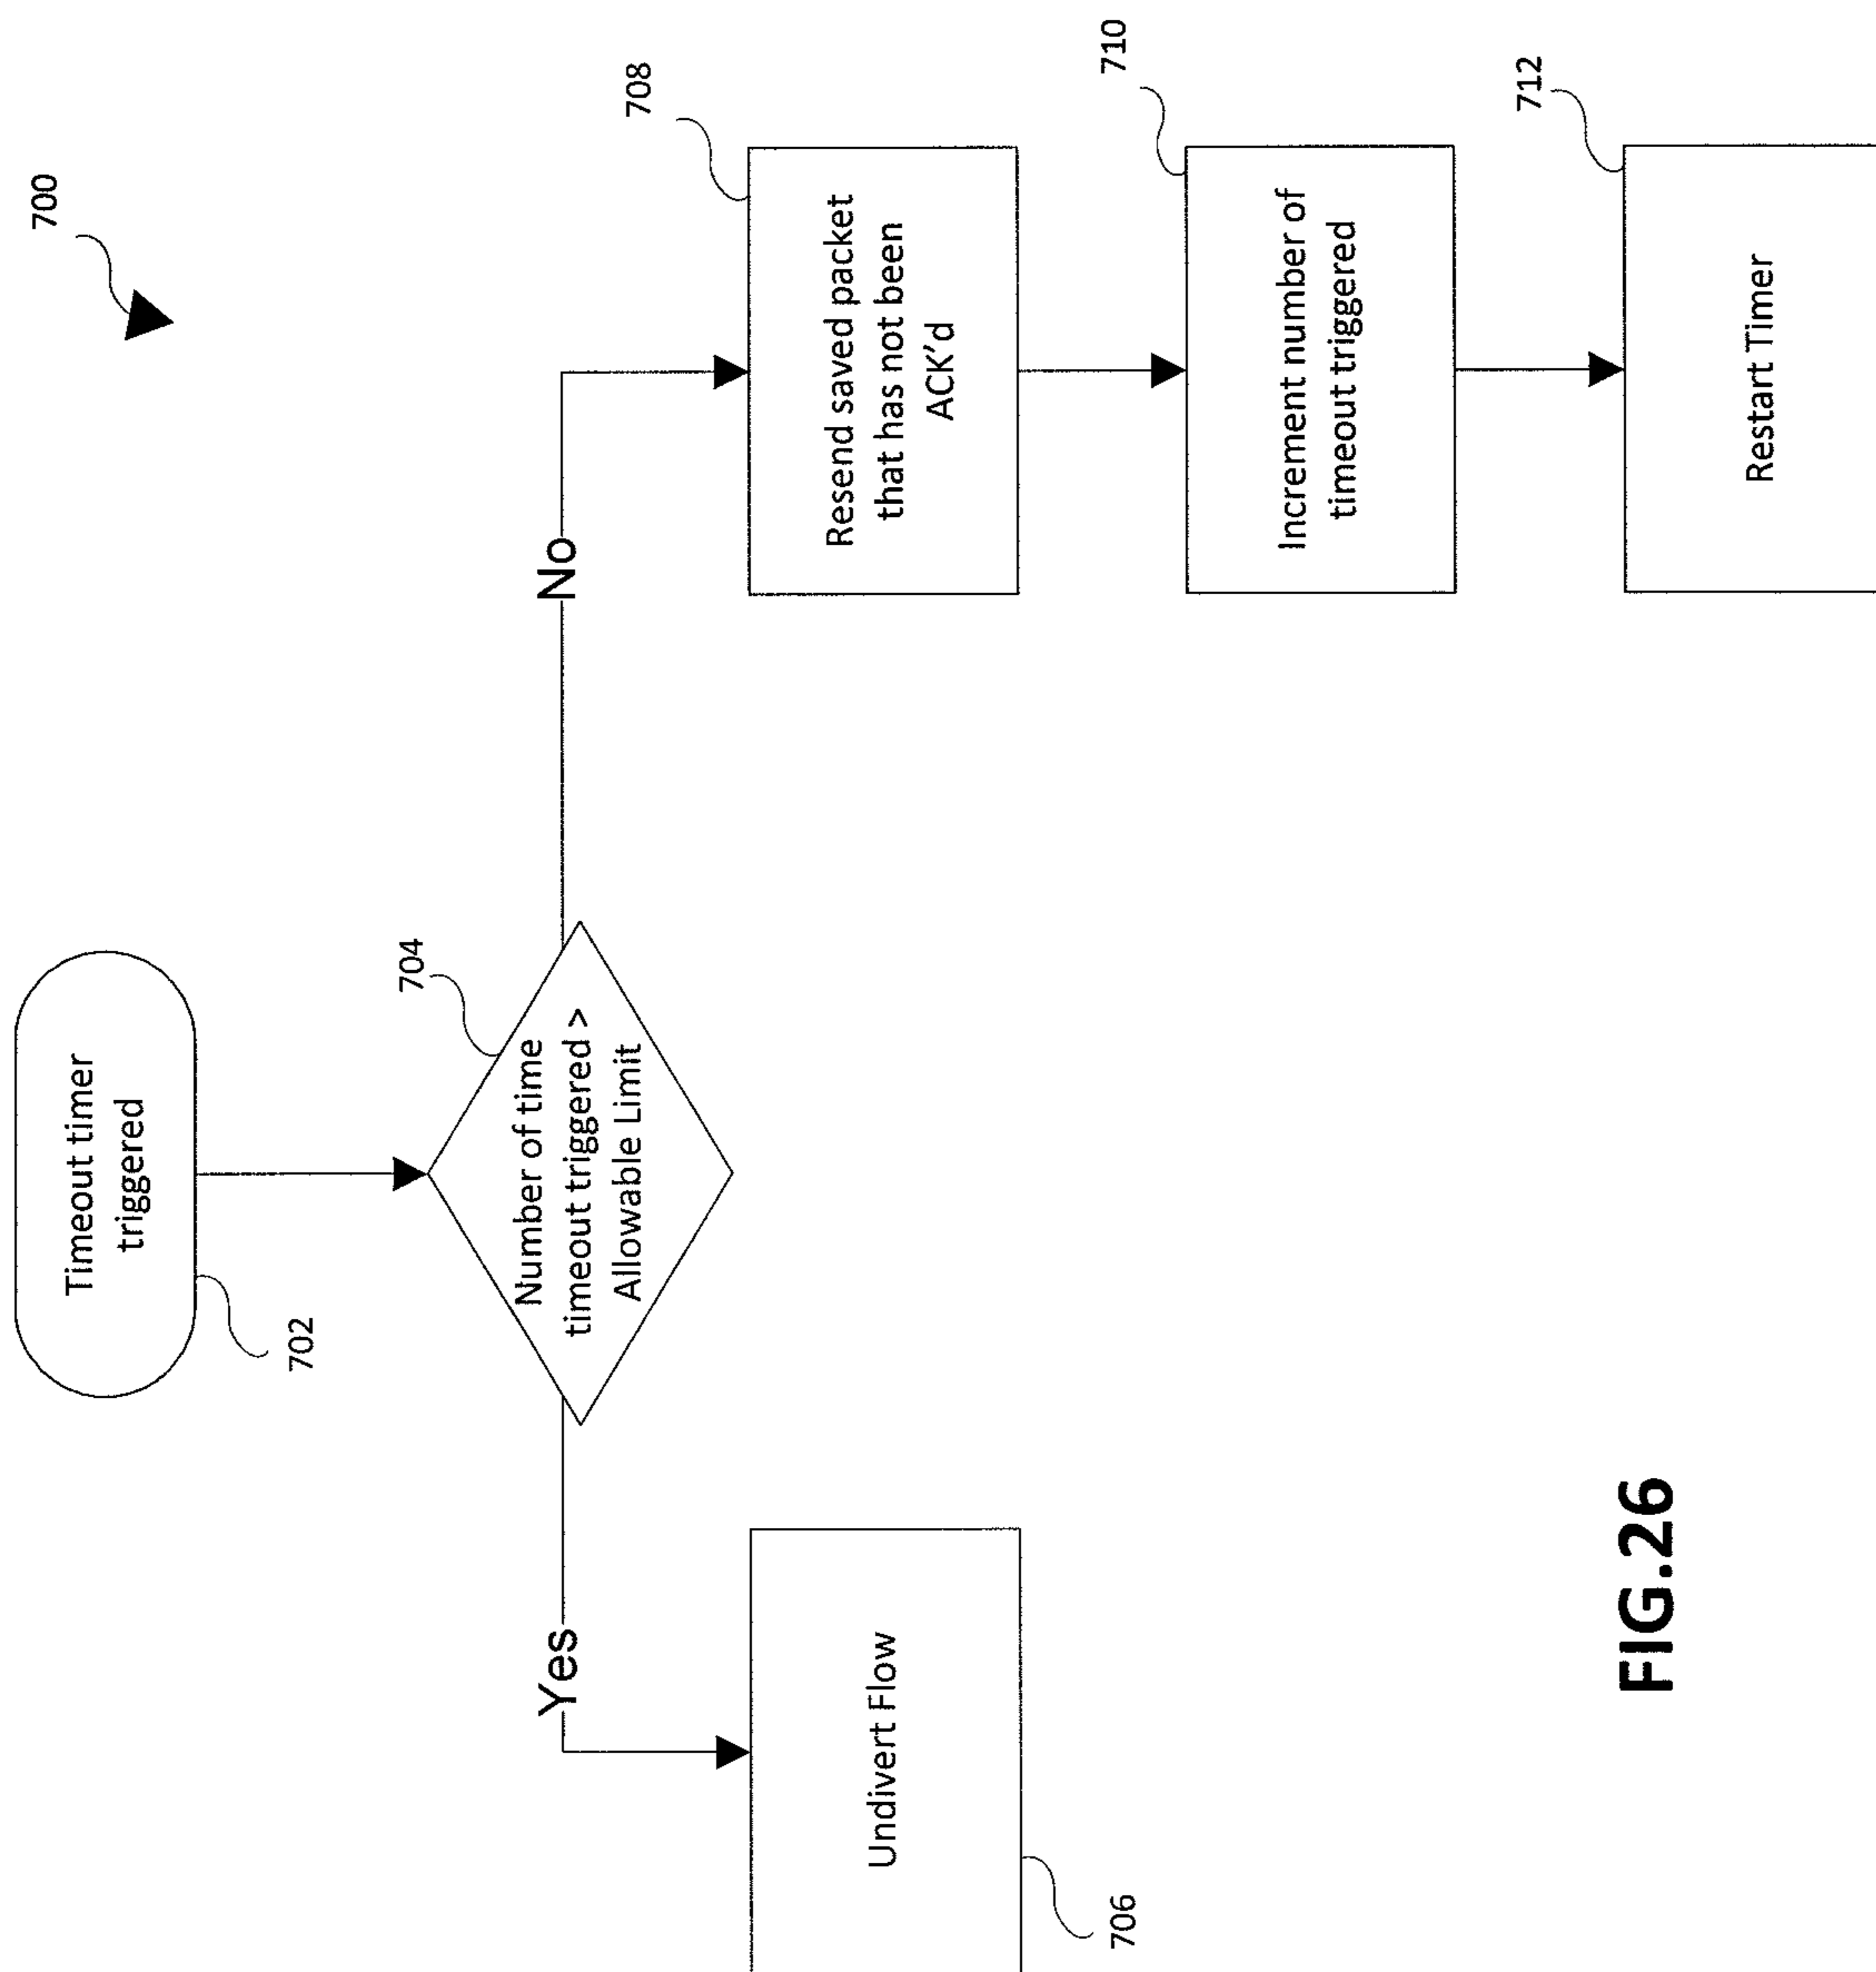 700
Timeout timer
triggered
702
704
Number of time
timeout triggered >
Allowable Limit
Yes
No
Undivert Flow
706
708
Resend saved packet
that has not been
ACK'd
710
Increment number of
timeout triggered
712
Restart Timer
FIG.26